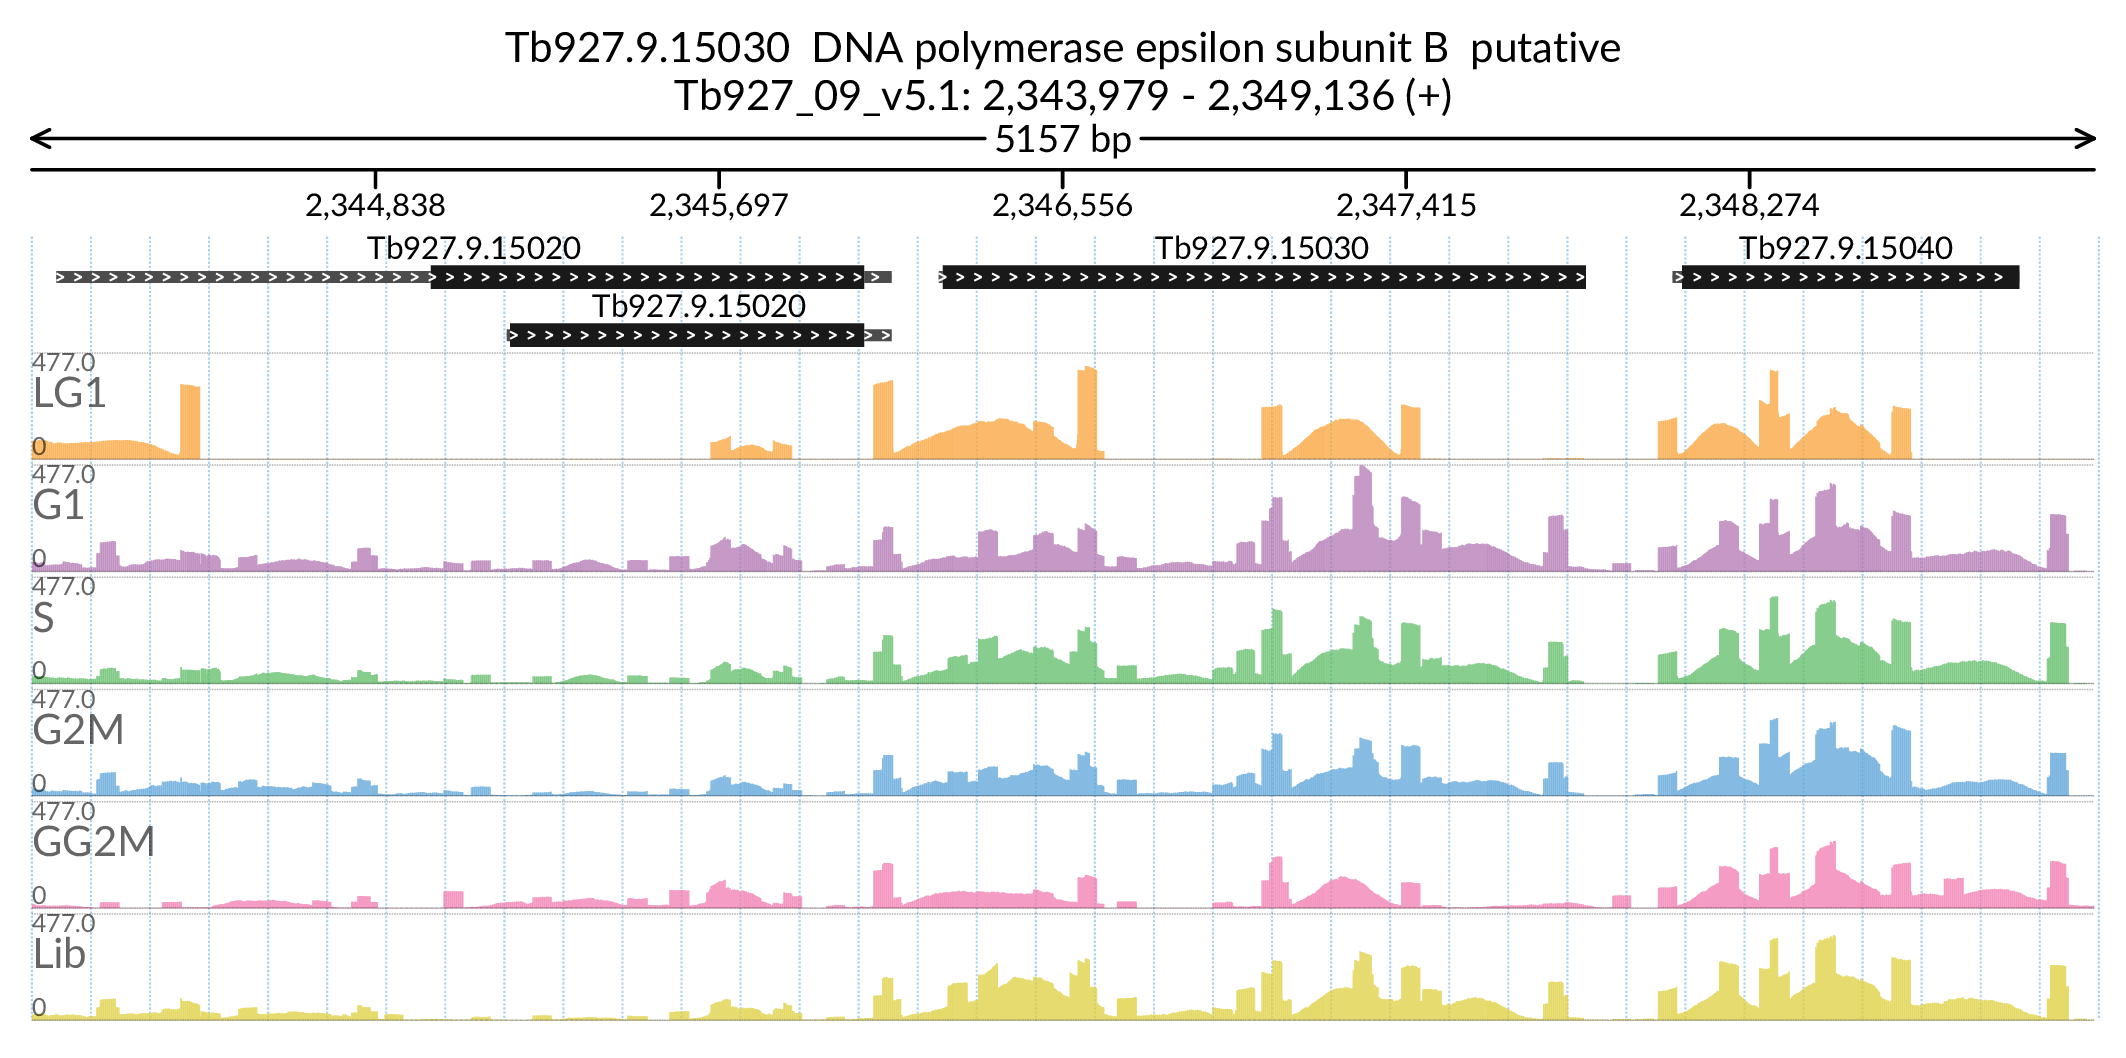 Tb927.9.15030  DNA polymerase epsilon subunit B  putative
Tb927_09_v5.1: 2,343,979 - 2,349,136 (+)
5157 bp
2,344,838 2,345,697 2,346,556 2,347,415 2,348,274
Tb927.9.15020 Tb927.9.15030 Tb927.9.15040
Tb927.9.15020
477.0
LG1
0
477.0
G1
0
477.0
S
0
477.0
G2M
0
477.0
GG2M
0
477.0
Lib
0